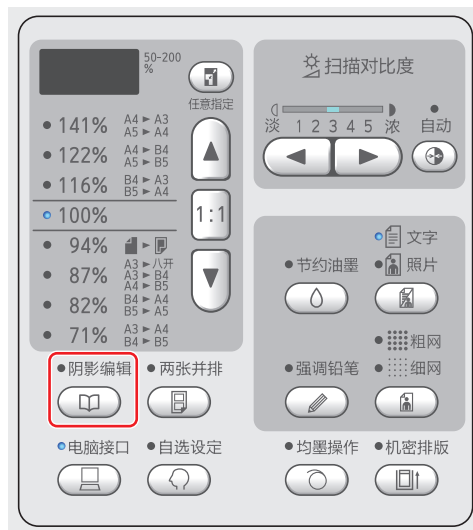 50-200
%
任意指定
141% A4 ► A3
A5 ► A4
122% A4 ► B4
A5 ► B5
116% B4 ► A3
B5 ► A4
100%
1:1
94%
87% A3 ► 八开
A3 ► B4
A4 ► B5
82% B4 ► A4
B5 ► A5
71% A3 ► A4
B4 ► B5
阴影编辑 两张并排
电脑接口 自选设定
扫描对比度
淡 1 2 3 4 5 浓 自动
文字
节约油墨 照片
粗网
强调铅笔 细网
均墨操作 机密排版